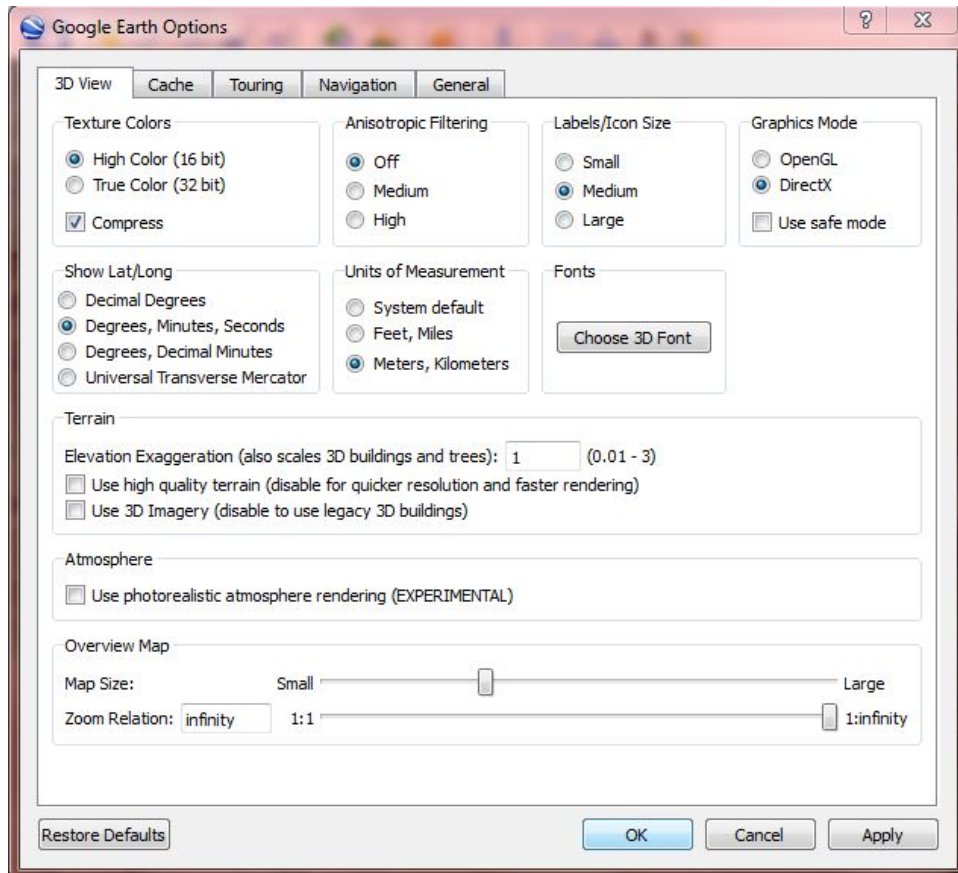 Google Earth Options
?
3D View Cache Touring Navigation General
Texture Colors
High Color (16 bit)
True Color (32 bit)
Compress
Anisotropic Filtering
Off
Medium
High
Labels/Icon Size
Small
Medium
Large
Graphics Mode
OpenGL
DirectX
Use safe mode
Show Lat/Long
Decimal Degrees
Degrees, Minutes, Seconds
Degrees, Decimal Minutes
Universal Transverse Mercator
Units of Measurement
System default
Feet, Miles
Meters, Kilometers
Fonts
Choose 3D Font
Terrain
Elevation Exaggeration (also scales 3D buildings and trees): 1 (0.01 - 3)
Use high quality terrain (disable for quicker resolution and faster rendering)
Use 3D Imagery (disable to use legacy 3D buildings)
Atmosphere
Use photorealistic atmosphere rendering (EXPERIMENTAL)
Overview Map
Map Size: Small Large
Zoom Relation: infinity 1:1 1:infinity
Restore Defaults OK Cancel Apply